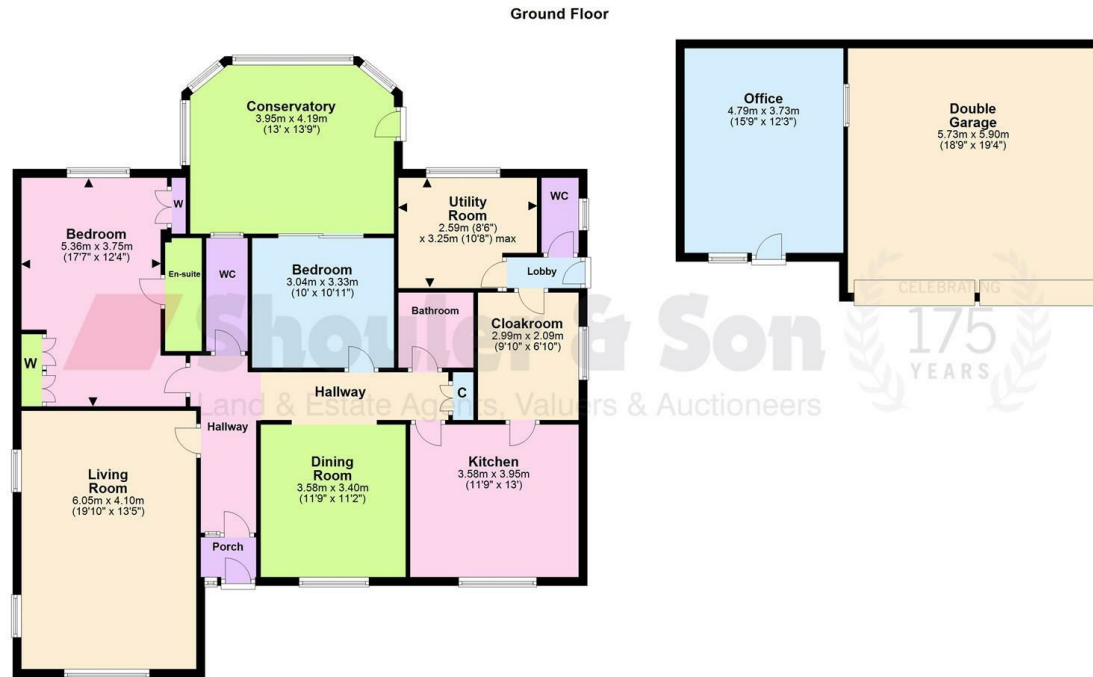 Ground Floor
Conservatory
3.95m x 4.19m
(13' x 13'9")
Office
4.79m x 3.73m
(15'9" x 12'3")
Double
Garage
5.73m x 5.90m
(18'9" x 19'4")
Bedroom
5.36m x 3.75m
(17'7" x 12'4")
W
En-suite
WC
Bedroom
3.04m x 3.33m
(10' x 10'11")
Utility
Room
2.59m (8'6")
x 3.25m (10'8") max
WC
Lobby
Bathroom
Cloakroom
2.99m x 2.09m
(9'10" x 6'10")
W
Hallway
C
Hallway
Living
Room
6.05m x 4.10m
(19'10" x 13'5")
Dining
Room
3.58m x 3.40m
(11'9" x 11'2")
Kitchen
3.58m x 3.95m
(11'9" x 13')
Porch
Shouler & Son
Land & Estate Agents, Valuers & Auctioneers
CELEBRATING
175
YEARS